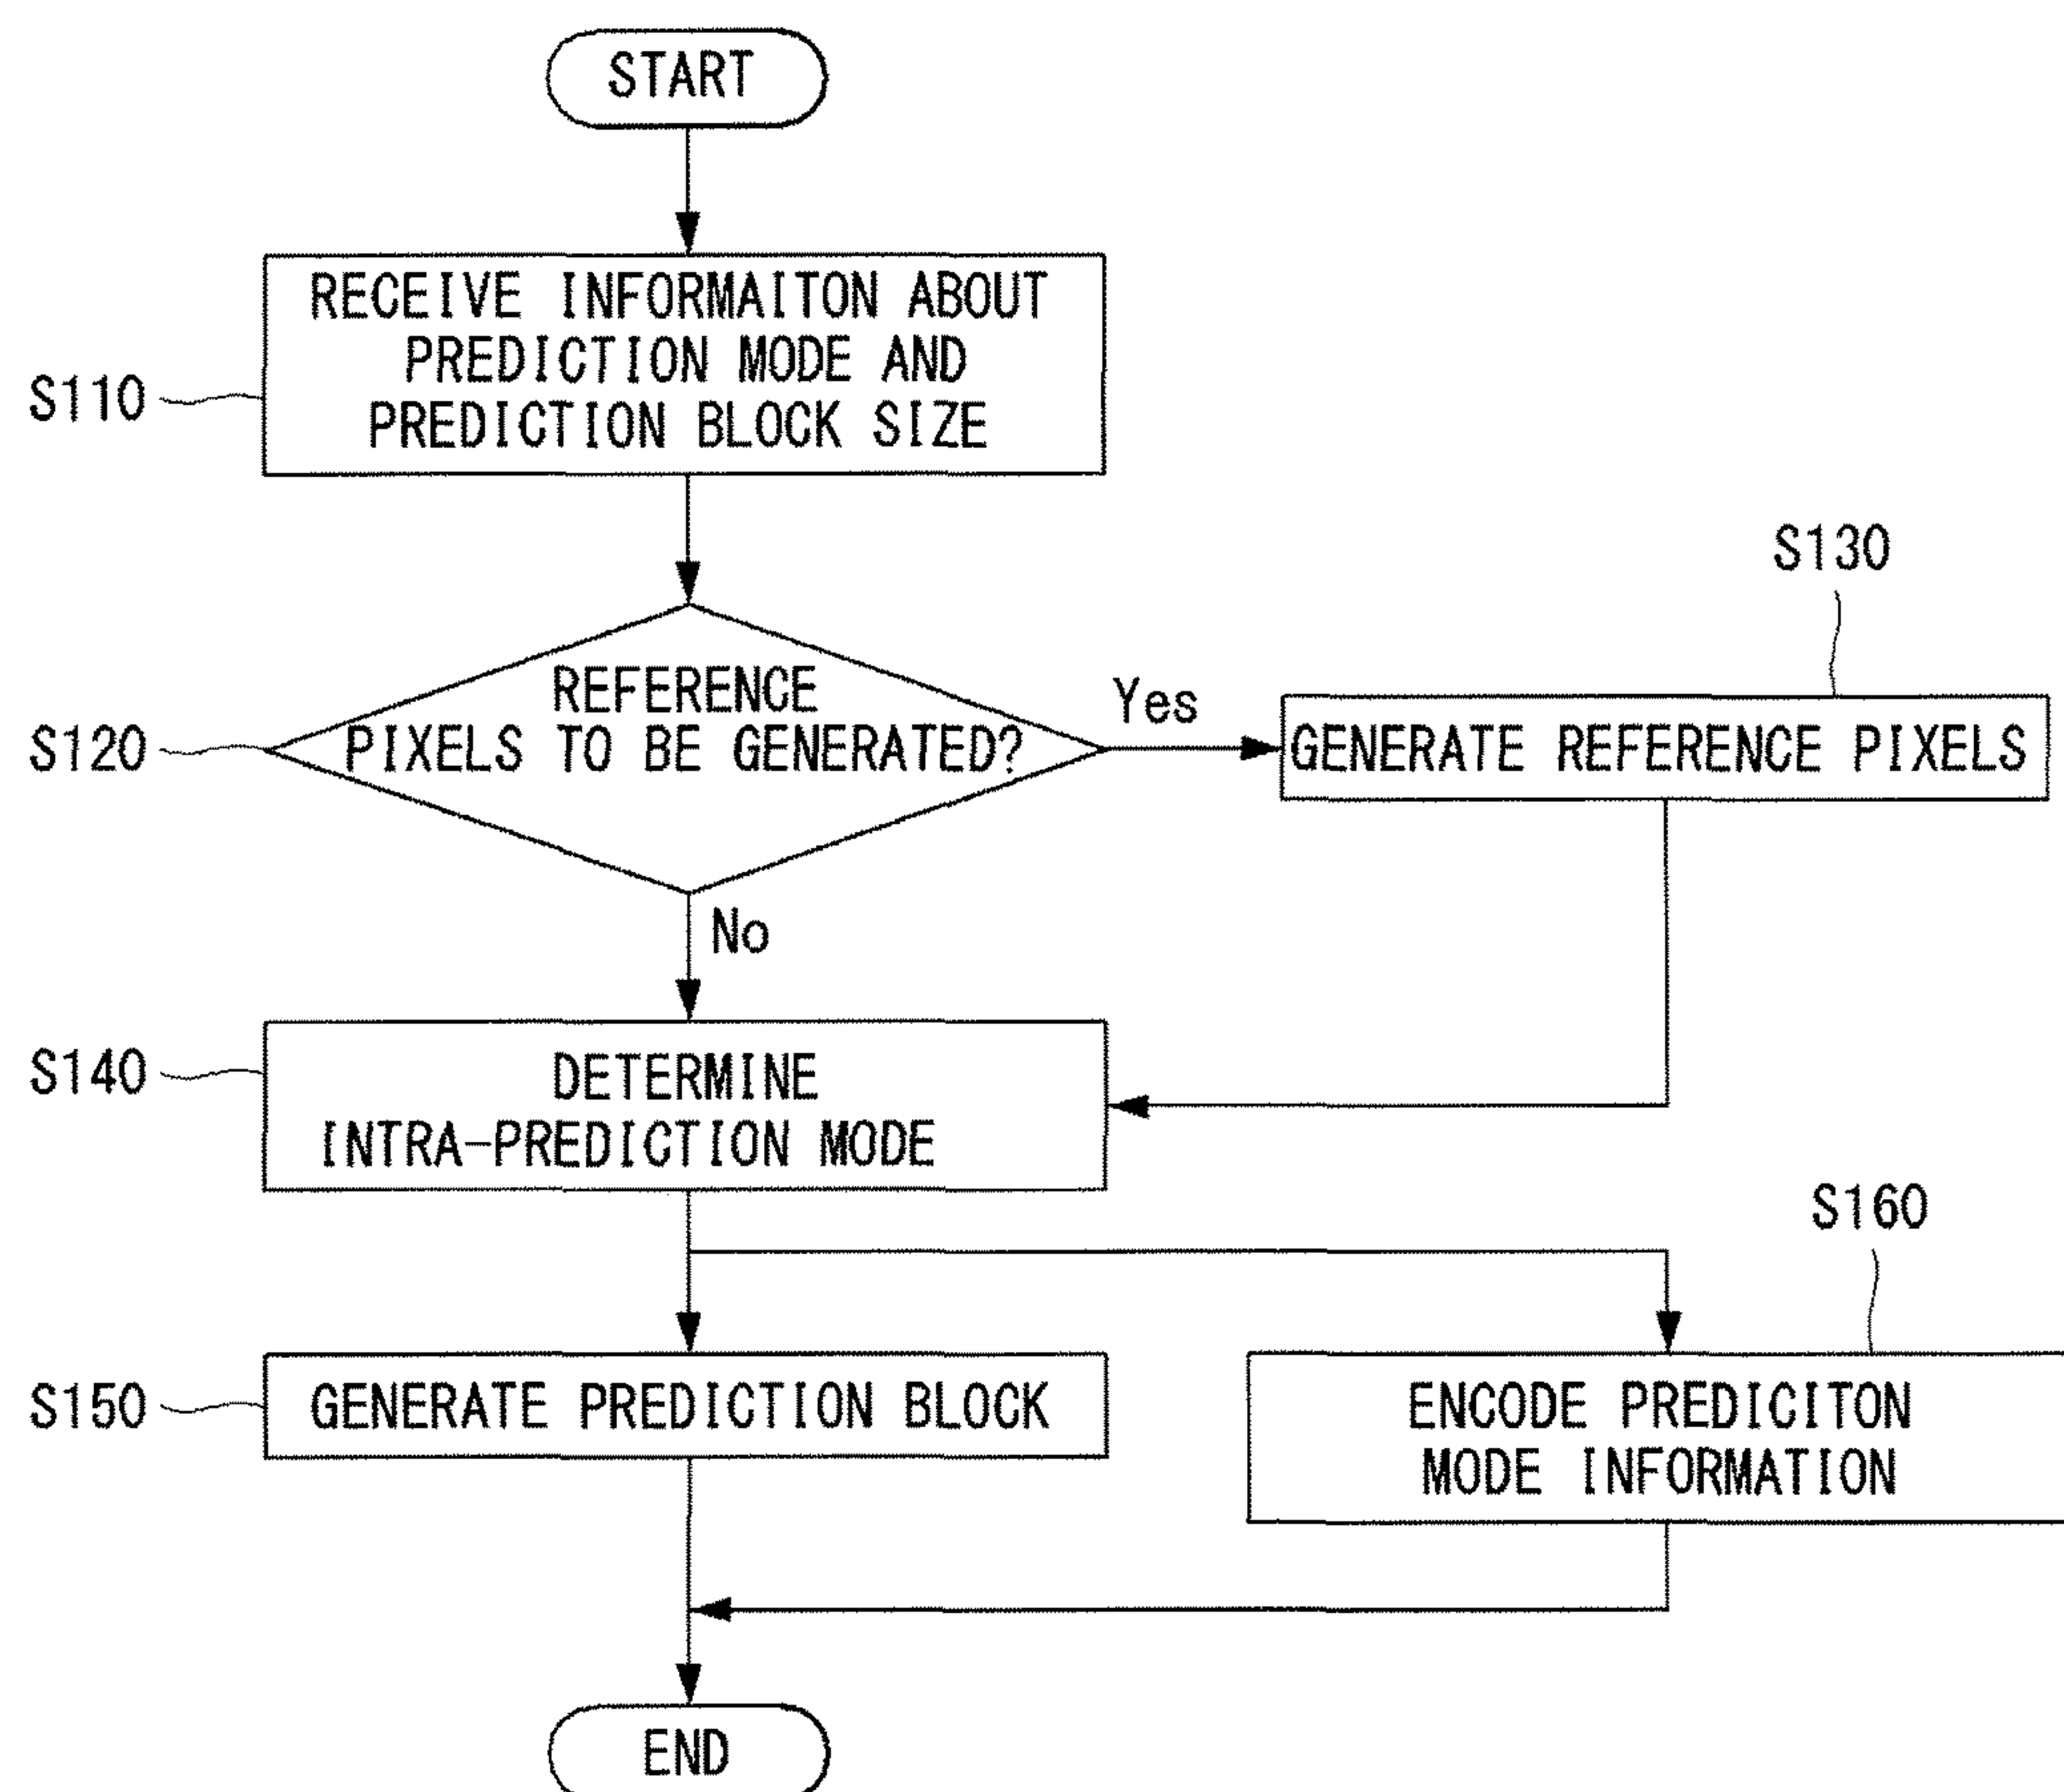 START
RECEIVE INFORMAITON ABOUT
PREDICTION MODE AND
PREDICTION BLOCK SIZE
S110
S130
REFERENCE
PIXELS TO BE GENERATED?
S120
Yes
GENERATE REFERENCE PIXELS
No
S140
DETERMINE
INTRA-PREDICTION MODE
S160
S150
GENERATE PREDICTION BLOCK
ENCODE PREDICITON
MODE INFORMATION
END